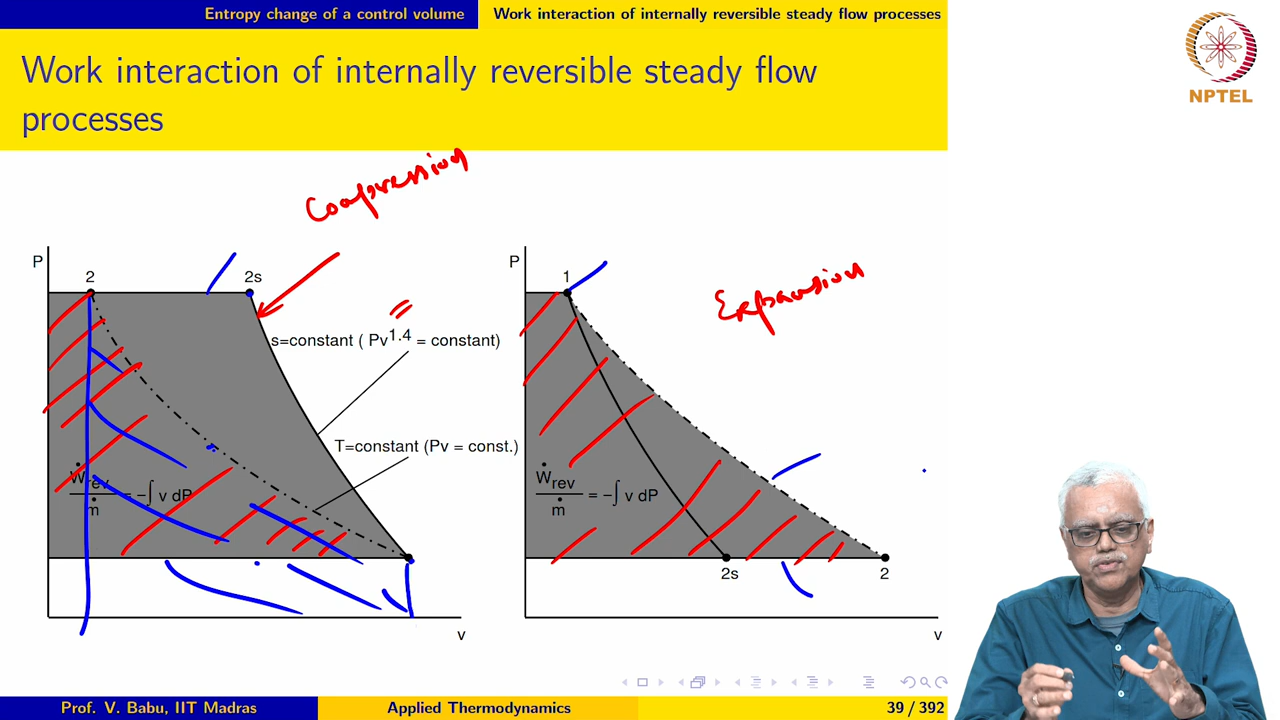 Entropy change of a control volume Work interaction of internally reversible steady flow processes
NPTEL
Work interaction of internally reversible steady flow
processes
Compression
Expansion
P
2
2s
s=constant ( Pv^1.4 = constant)
T=constant (Pv = const.)
Ẇrev/ṁ = −∫ v dP
v
P
1
Ẇrev/ṁ = −∫ v dP
2s
2
v
Prof. V. Babu, IIT Madras Applied Thermodynamics 39 / 392